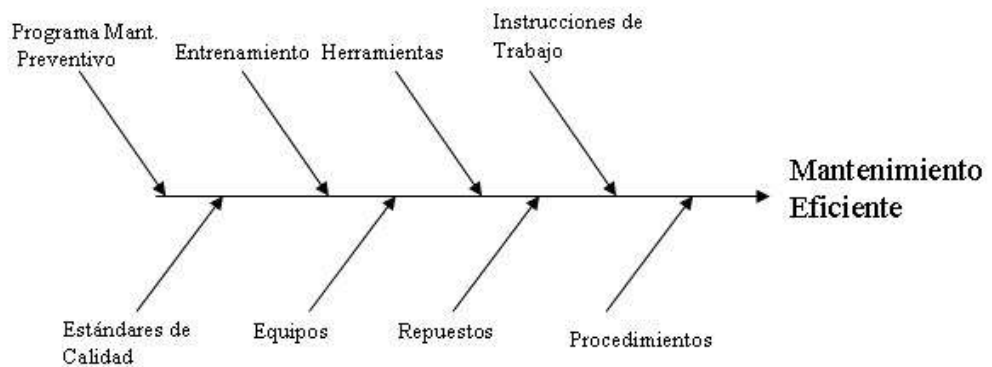 Programa Mant.
Preventivo
Entrenamiento
Herramientas
Instrucciones de
Trabajo
Mantenimiento
Eficiente
Estándares de
Calidad
Equipos
Repuestos
Procedimientos